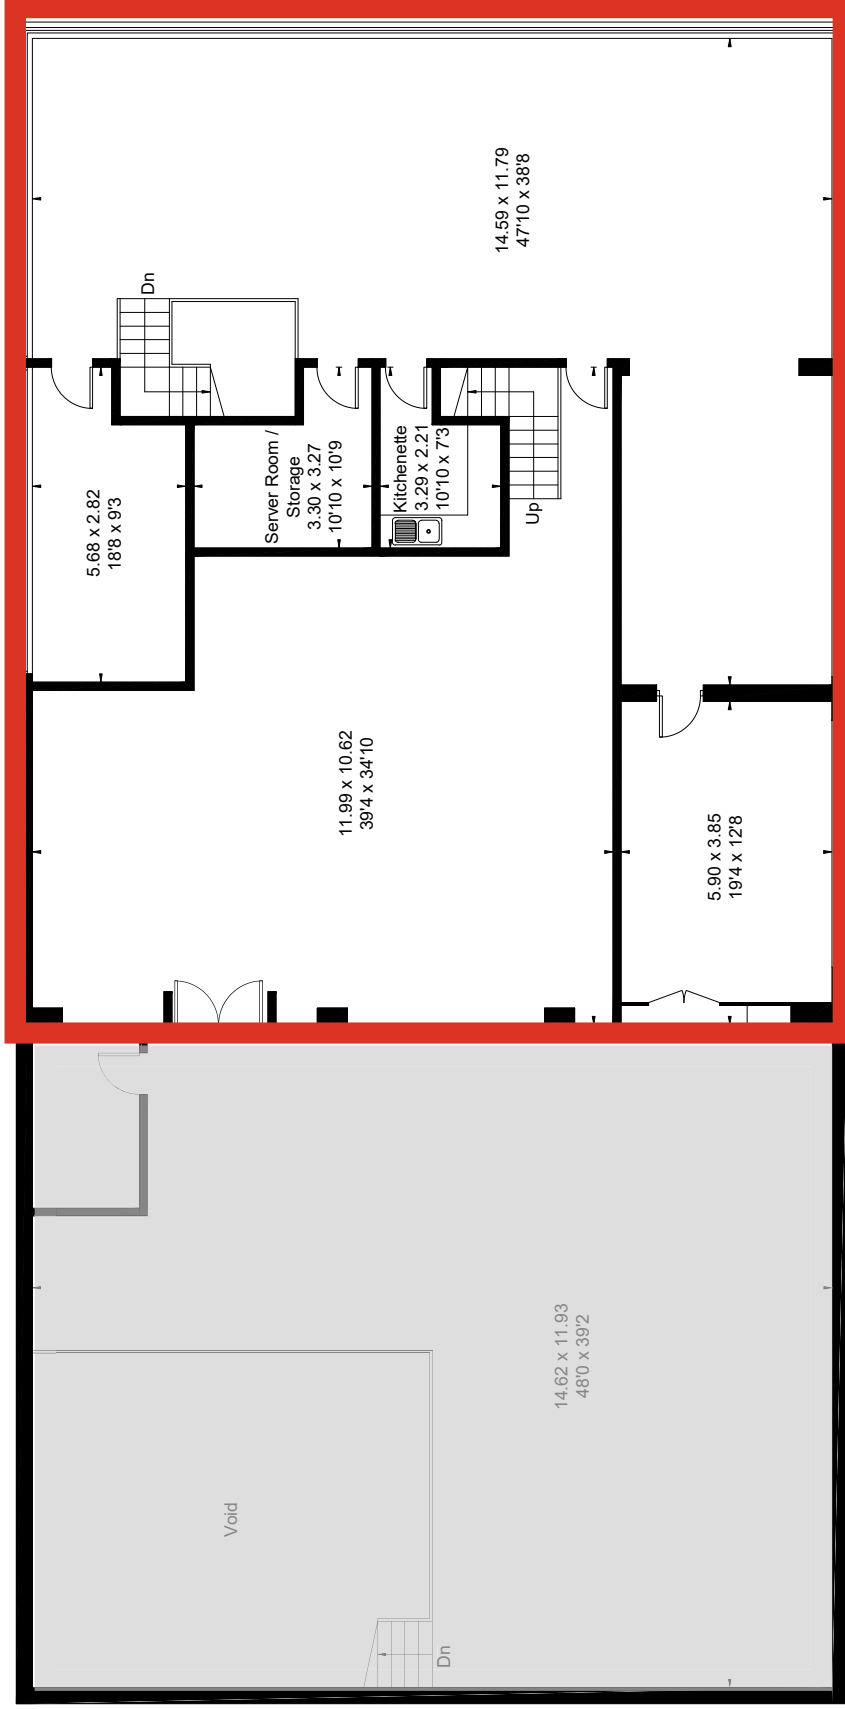 14.59 x 11.79
47'10 x 38'8
Dn
5.68 x 2.82
18'8 x 9'3
Server Room /
Storage
3.30 x 3.27
10'10 x 10'9
Kitchenette
3.29 x 2.21
10'10 x 7'3
Up
11.99 x 10.62
39'4 x 34'10
5.90 x 3.85
19'4 x 12'8
14.62 x 11.93
48'0 x 39'2
Void
Dn